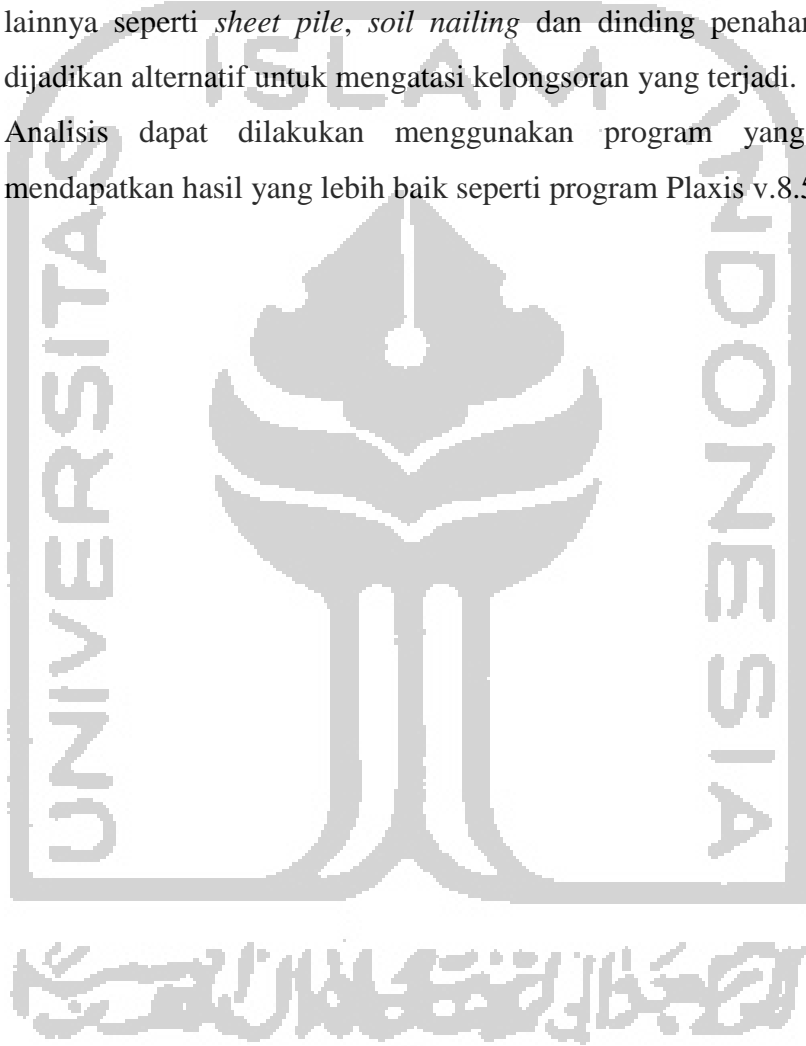 lainnya seperti sheet pile, soil nailing dan dinding penahan
dijadikan alternatif untuk mengatasi kelongsoran yang terjadi.
Analisis dapat dilakukan menggunakan program yang
mendapatkan hasil yang lebih baik seperti program Plaxis v.8.5
ISLAM
UNIVERSITAS
INDONESIA